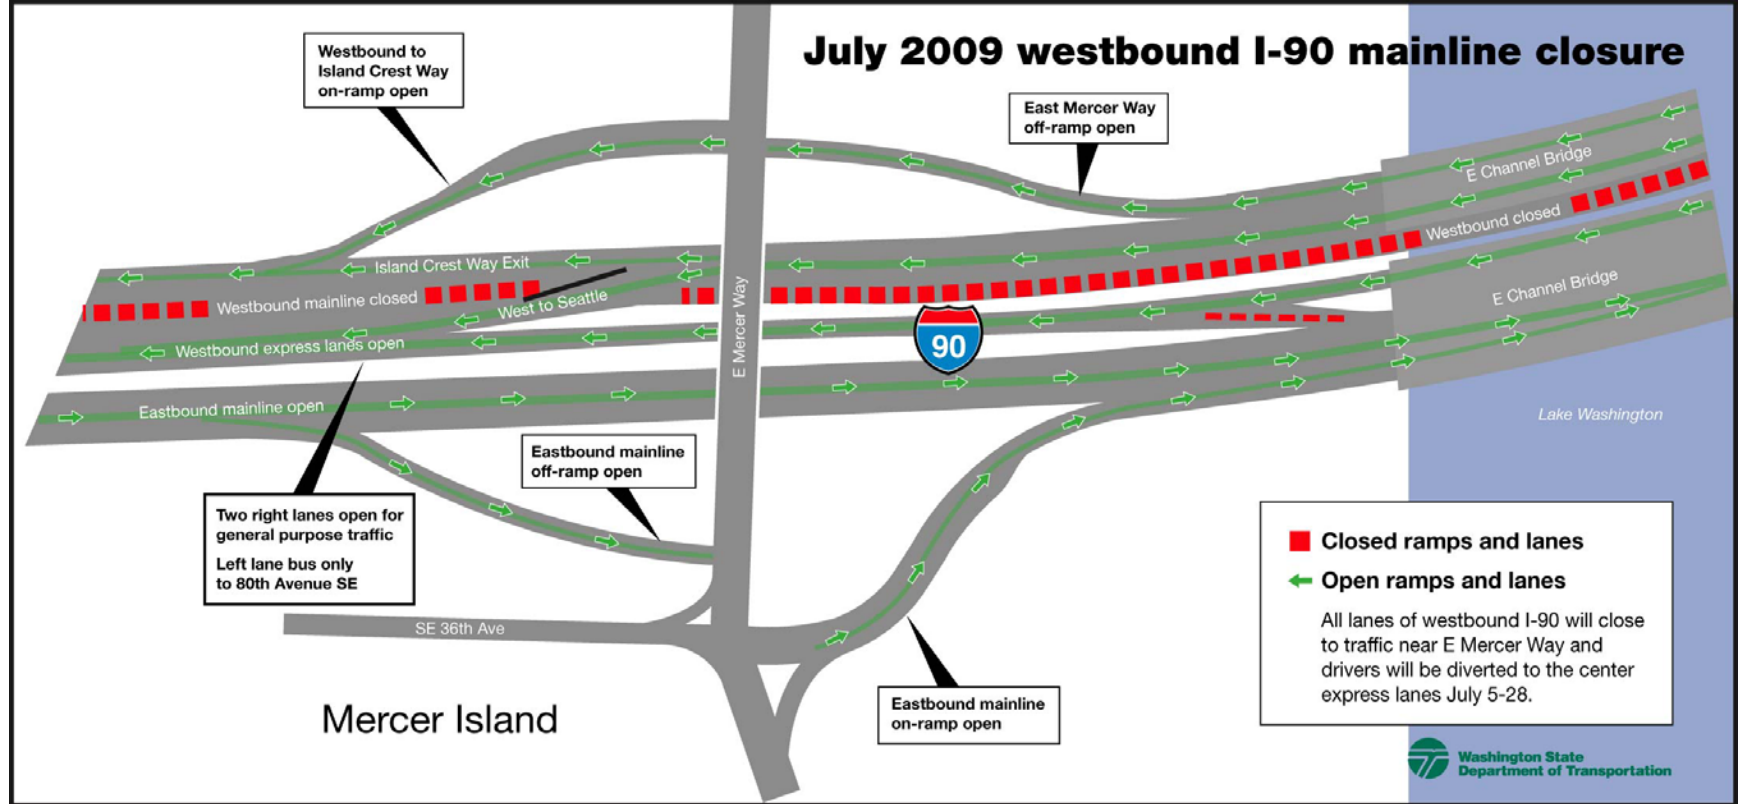 July 2009 westbound I-90 mainline closure
Westbound to
Island Crest Way
on-ramp open
East Mercer Way
off-ramp open
E Channel Bridge
Westbound closed
Island Crest Way Exit
Westbound mainline closed
West to Seattle
E Channel Bridge
Westbound express lanes open
E Mercer Way
90
Eastbound mainline open
Lake Washington
Eastbound mainline
off-ramp open
Two right lanes open for
general purpose traffic
Left lane bus only
to 80th Avenue SE
SE 36th Ave
Eastbound mainline
on-ramp open
Mercer Island
Closed ramps and lanes
Open ramps and lanes
All lanes of westbound I-90 will close
to traffic near E Mercer Way and
drivers will be diverted to the center
express lanes July 5-28.
Washington State
Department of Transportation